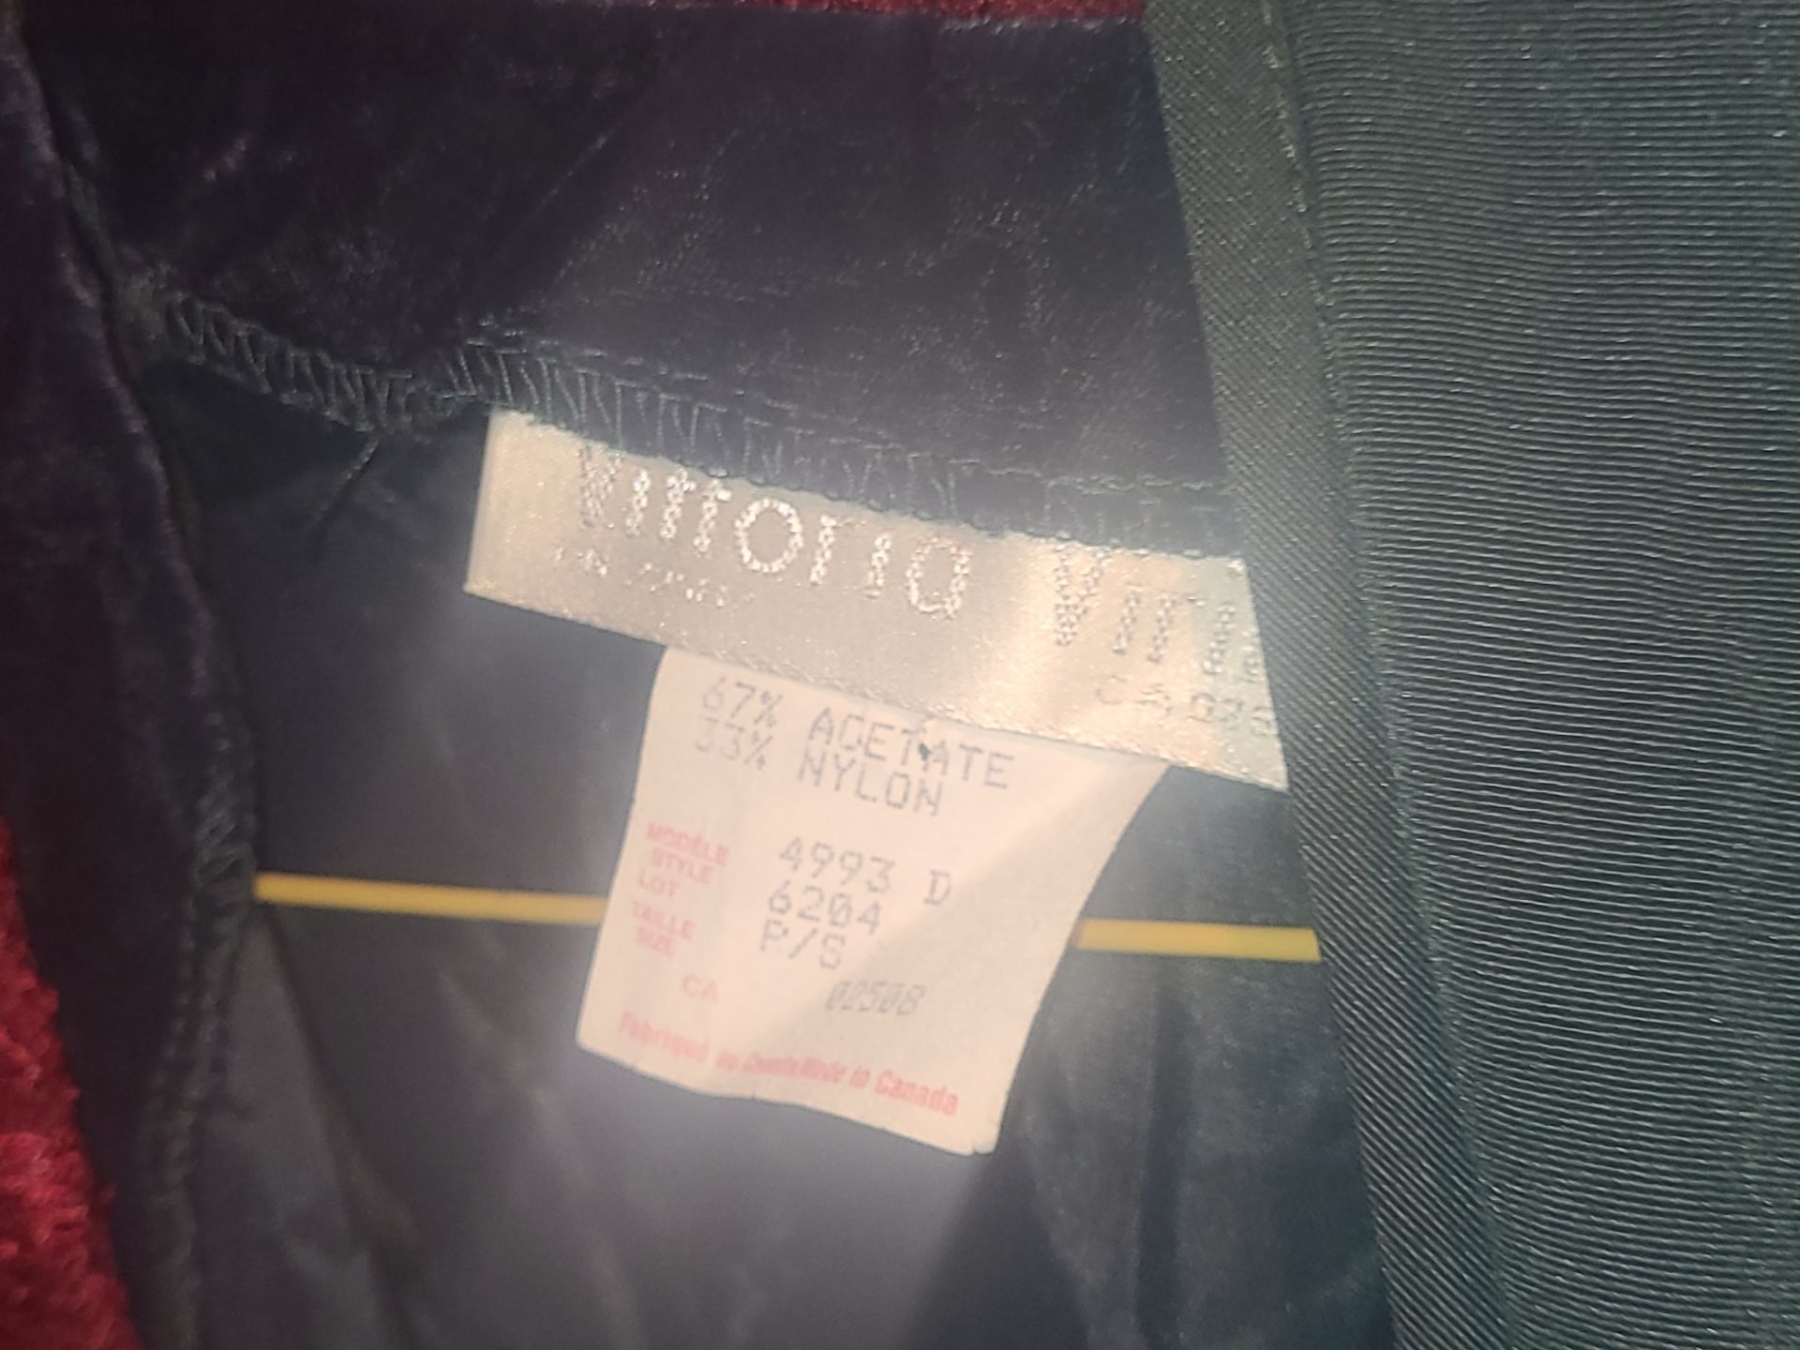 Vittoria
67% ACETATE
33% NYLON
MODÈLE
STYLE 4993 D
LOT 6204
TAILLE
SIZE P/S
CA 02508
Fabriqué au Canada/Made in Canada